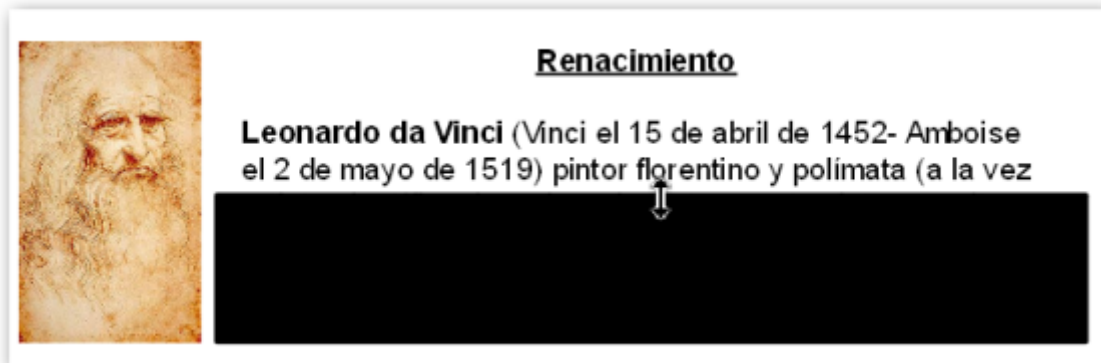 Renacimiento
Leonardo da Vinci (Vinci el 15 de abril de 1452- Amboise
el 2 de mayo de 1519) pintor florentino y polímata (a la vez